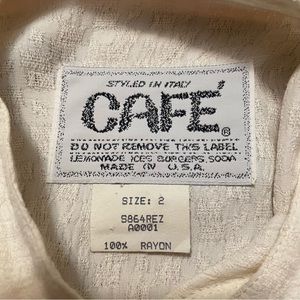 STYLED IN ITALY
CAFÉ®
DO NOT REMOVE THIS LABEL
LEMONADE ICES BURGERS SODA
MADE IN U.S.A.
SIZE: 2
S864REZ
A0001
100% RAYON